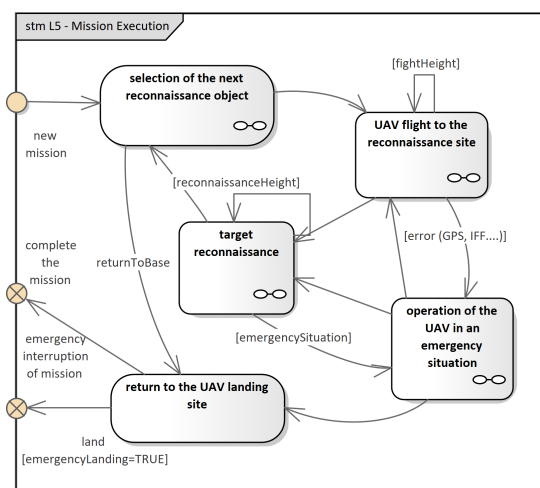 stm L5 - Mission Execution
selection of the next
reconnaissance object
[fightHeight]
new
mission
UAV flight to the
reconnaissance site
[reconnaissanceHeight]
target
reconnaissance
[error (GPS, IFF....)]
complete
the
mission
returnToBase
emergency
interruption
of mission
[emergencySituation]
operation of the
UAV in an
emergency
situation
return to the UAV landing
site
land
[emergencyLanding=TRUE]